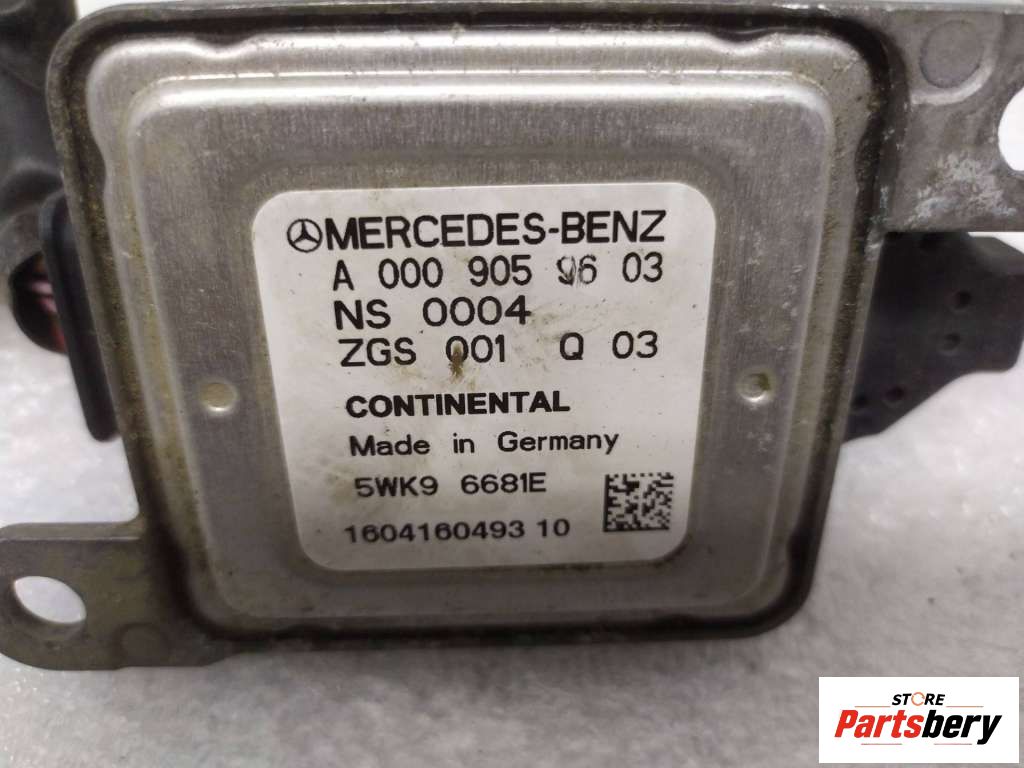 MERCEDES-BENZ
A 000 905 96 03
NS 0004
ZGS 001 Q 03
CONTINENTAL
Made in Germany
5WK9 6681E
1604160493 10
STORE
Partsbery